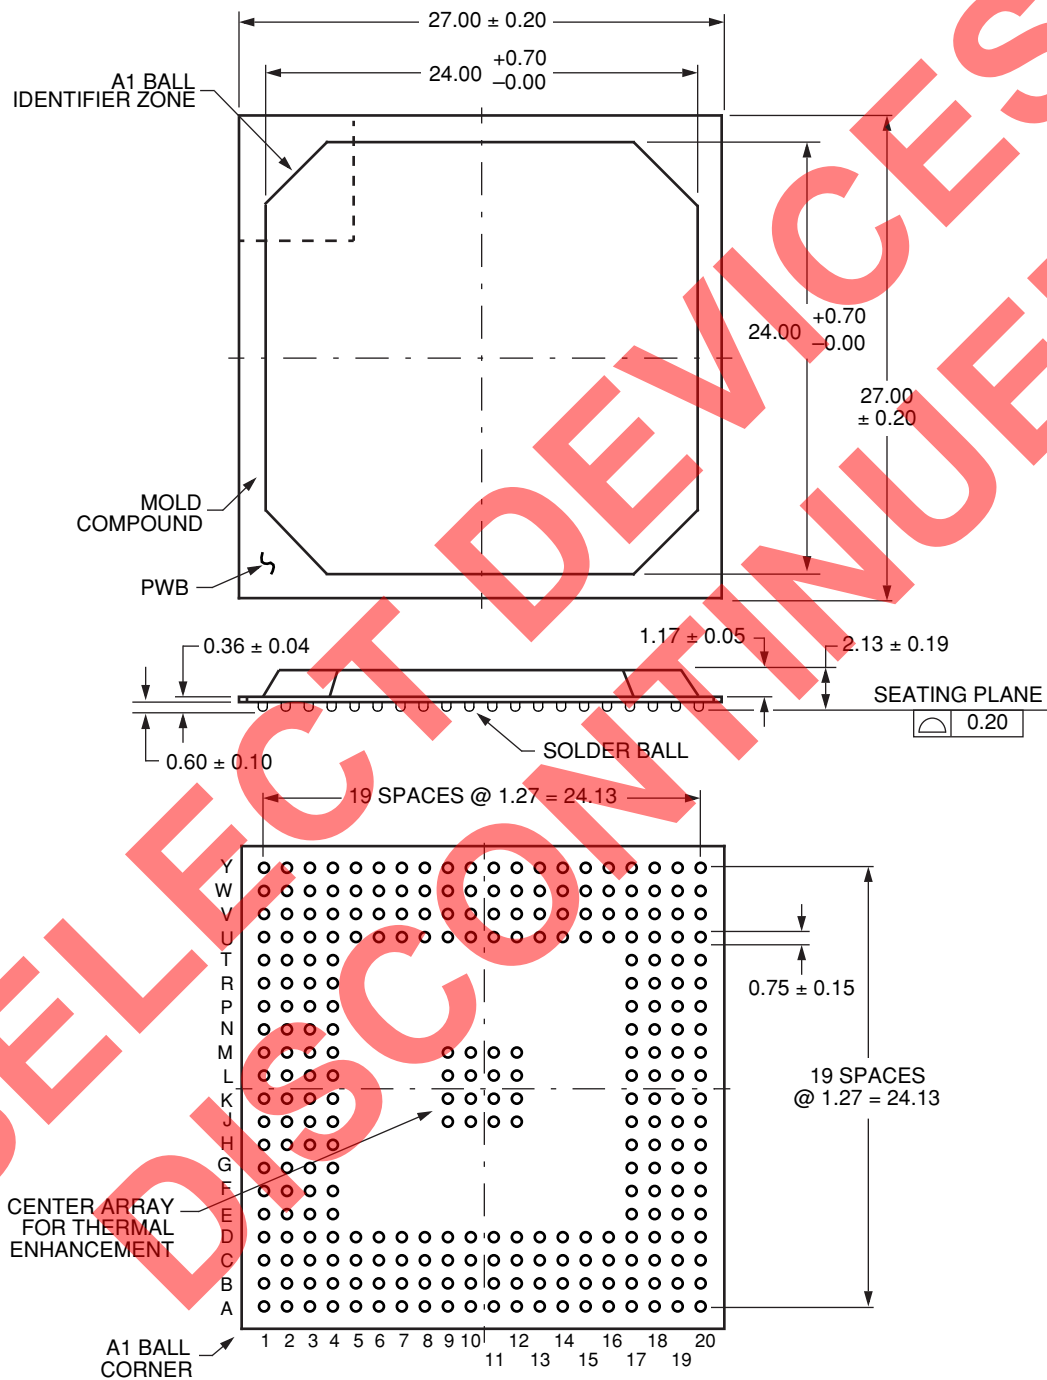 27.00 ± 0.20
24.00 +0.70
–0.00
A1 BALL
IDENTIFIER ZONE
24.00 +0.70
–0.00
27.00
± 0.20
MOLD
COMPOUND
PWB
0.36 ± 0.04
1.17 ± 0.05
2.13 ± 0.19
SEATING PLANE
0.20
SOLDER BALL
0.60 ± 0.10
19 SPACES @ 1.27 = 24.13
Y
W
V
U
T
R
P
N
M
L
K
J
H
G
F
E
D
C
B
A
0.75 ± 0.15
19 SPACES
@ 1.27 = 24.13
CENTER ARRAY
FOR THERMAL
ENHANCEMENT
1 2 3 4 5 6 7 8 9 10 12 14 16 18 20
11 13 15 17 19
A1 BALL
CORNER
SELECT DEVICES
DISCONTINUE